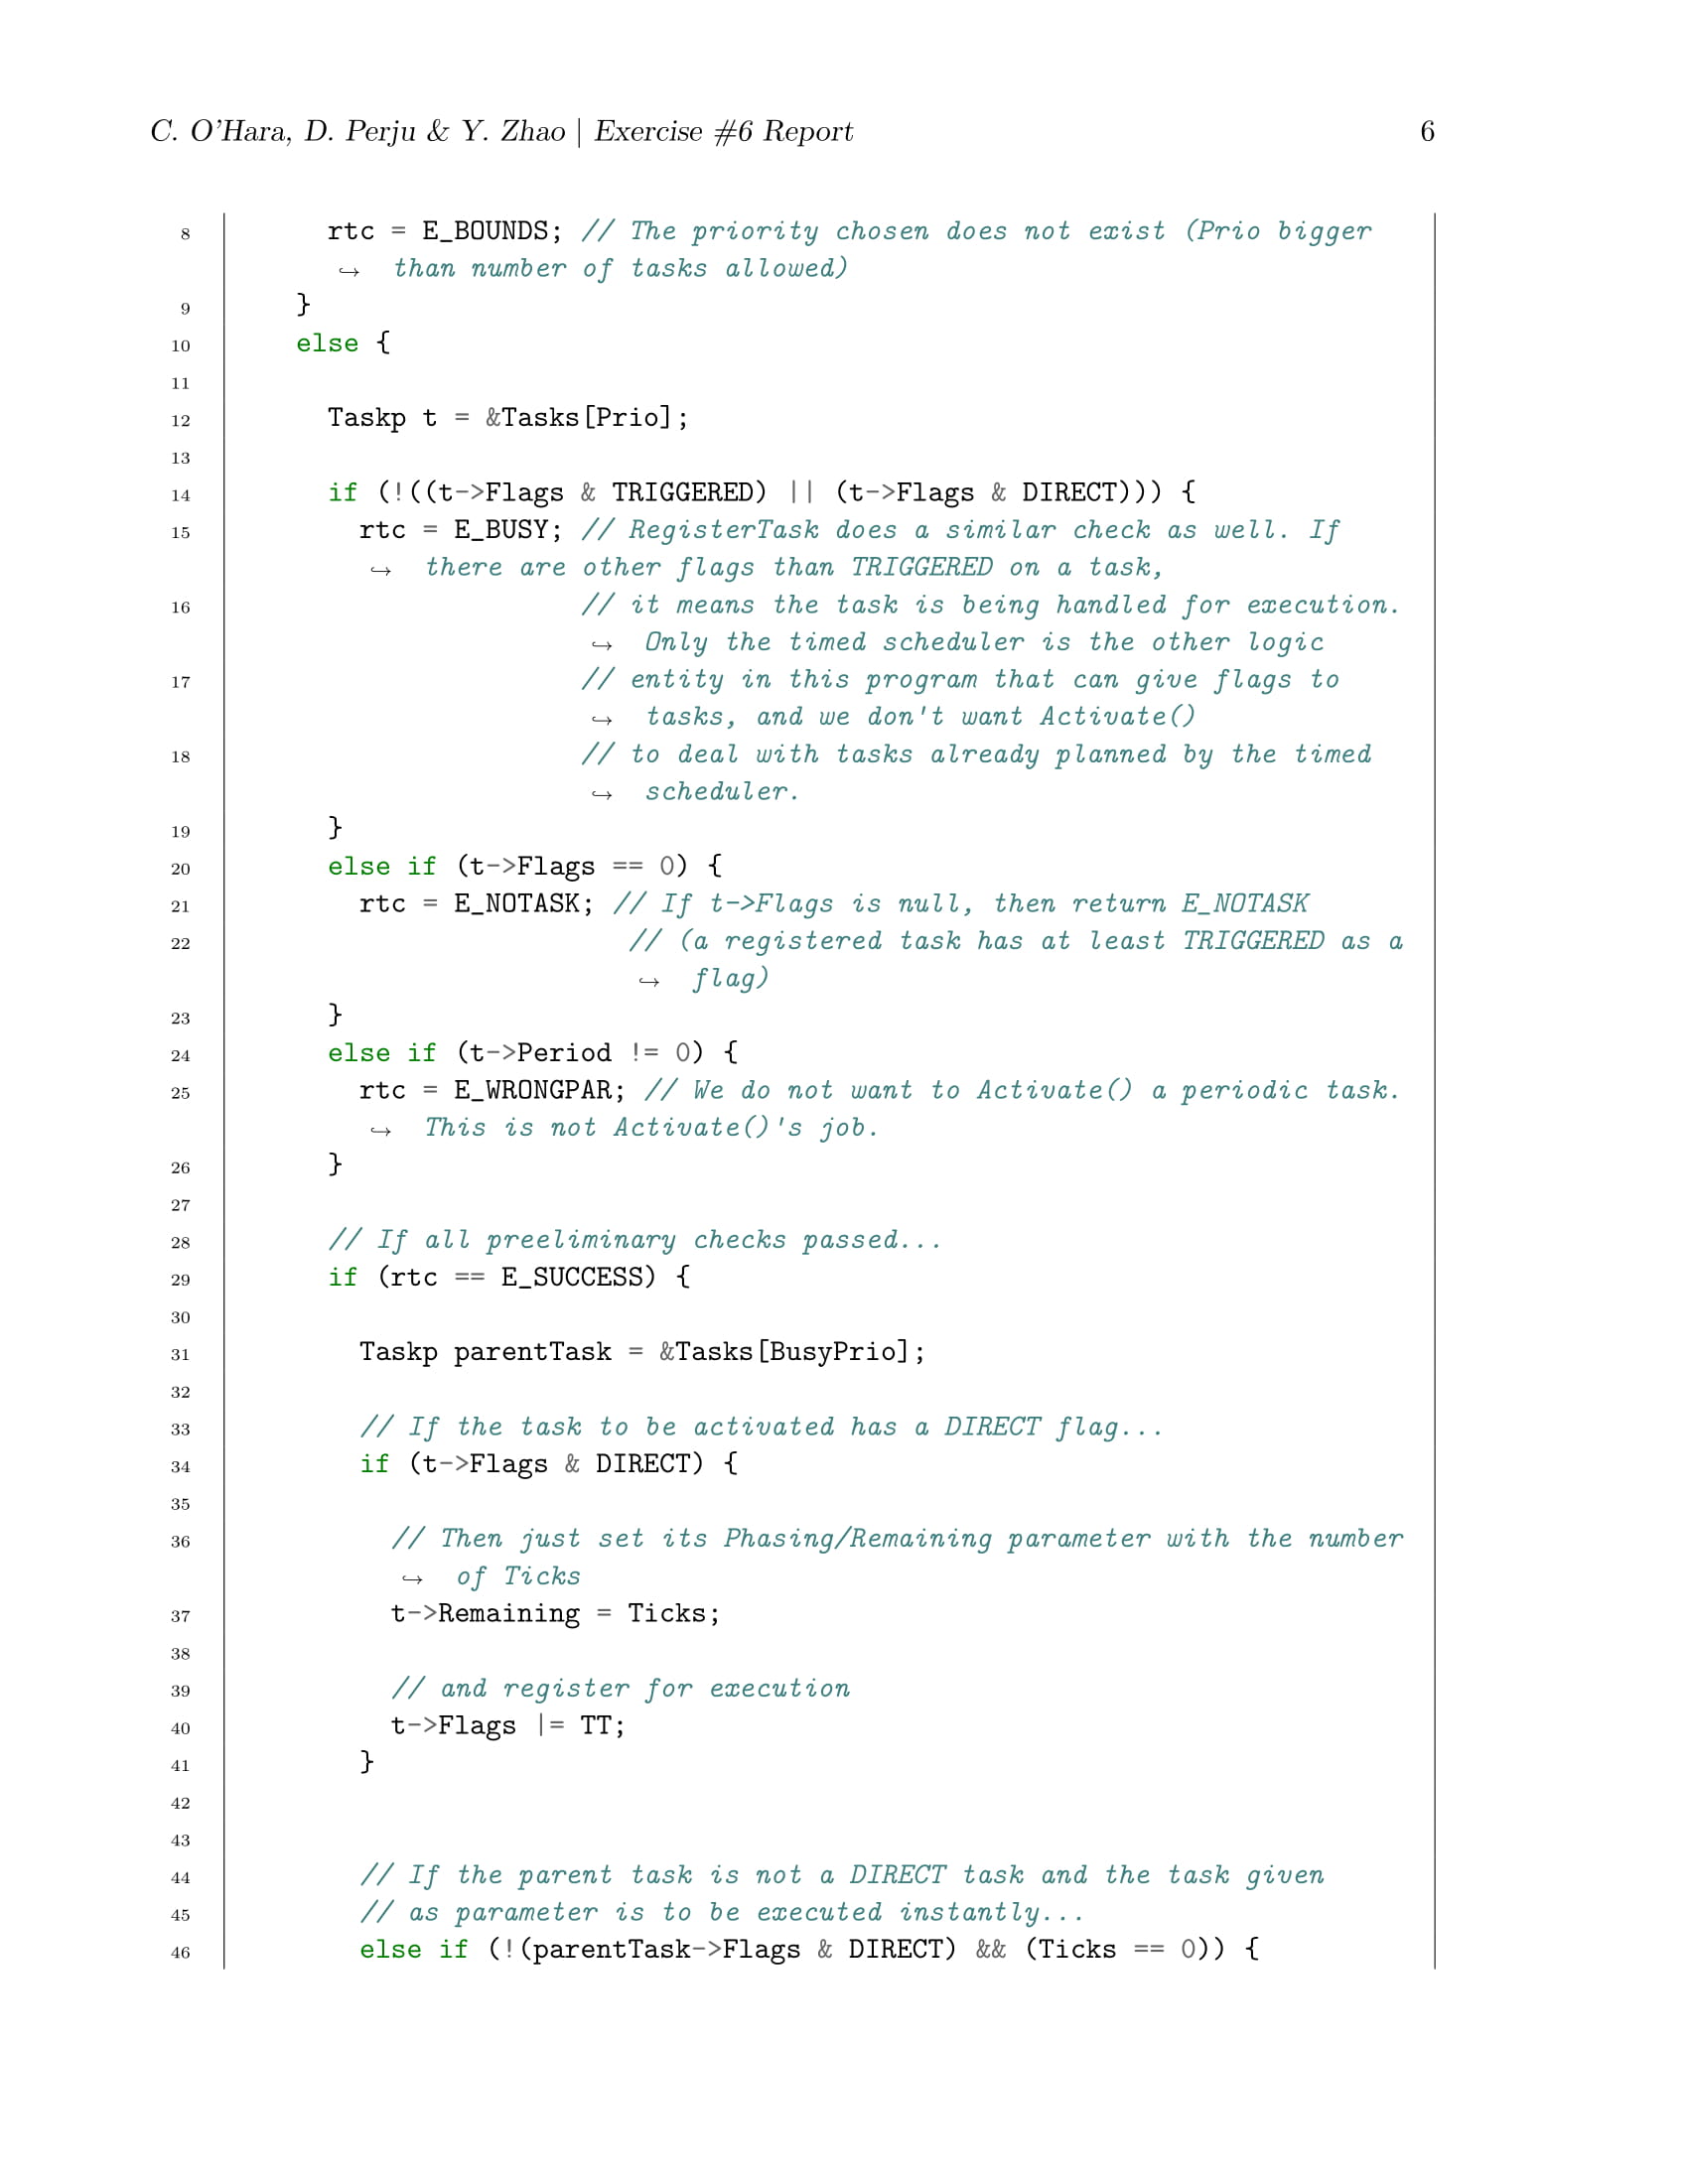 C. O'Hara, D. Perju & Y. Zhao | Exercise #6 Report 6
8 rtc = E_BOUNDS; // The priority chosen does not exist (Prio bigger
↪ than number of tasks allowed)
9 }
10 else {
11
12 Taskp t = &Tasks[Prio];
13
14 if (!((t->Flags & TRIGGERED) || (t->Flags & DIRECT))) {
15 rtc = E_BUSY; // RegisterTask does a similar check as well. If
↪ there are other flags than TRIGGERED on a task,
16 // it means the task is being handled for execution.
↪ Only the timed scheduler is the other logic
17 // entity in this program that can give flags to
↪ tasks, and we don't want Activate()
18 // to deal with tasks already planned by the timed
↪ scheduler.
19 }
20 else if (t->Flags == 0) {
21 rtc = E_NOTASK; // If t->Flags is null, then return E_NOTASK
22 // (a registered task has at least TRIGGERED as a
↪ flag)
23 }
24 else if (t->Period != 0) {
25 rtc = E_WRONGPAR; // We do not want to Activate() a periodic task.
↪ This is not Activate()'s job.
26 }
27
28 // If all preeliminary checks passed...
29 if (rtc == E_SUCCESS) {
30
31 Taskp parentTask = &Tasks[BusyPrio];
32
33 // If the task to be activated has a DIRECT flag...
34 if (t->Flags & DIRECT) {
35
36 // Then just set its Phasing/Remaining parameter with the number
↪ of Ticks
37 t->Remaining = Ticks;
38
39 // and register for execution
40 t->Flags |= TT;
41 }
42
43
44 // If the parent task is not a DIRECT task and the task given
45 // as parameter is to be executed instantly...
46 else if (!(parentTask->Flags & DIRECT) && (Ticks == 0)) {